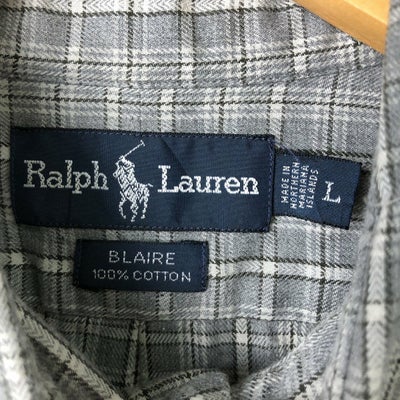 Ralph Lauren
MADE IN
NORTHERN
MARIANA
ISLANDS
L
BLAIRE
100% COTTON